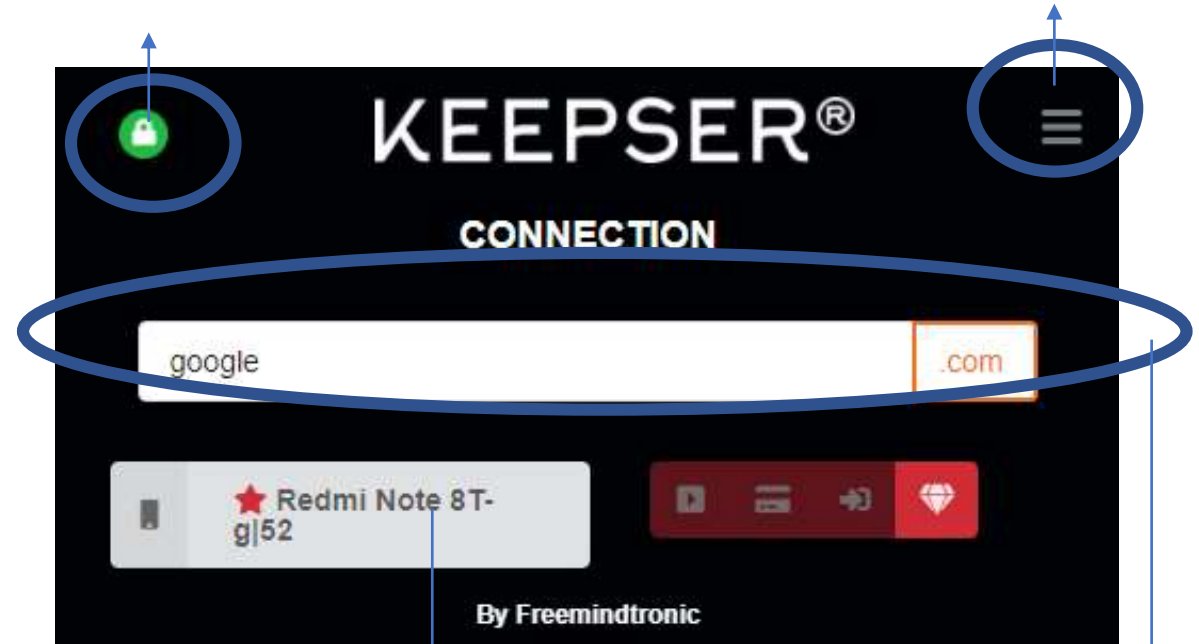 KEEPSER®
CONNECTION
google
.com
Redmi Note 8T-
g|52
By Freemindtronic